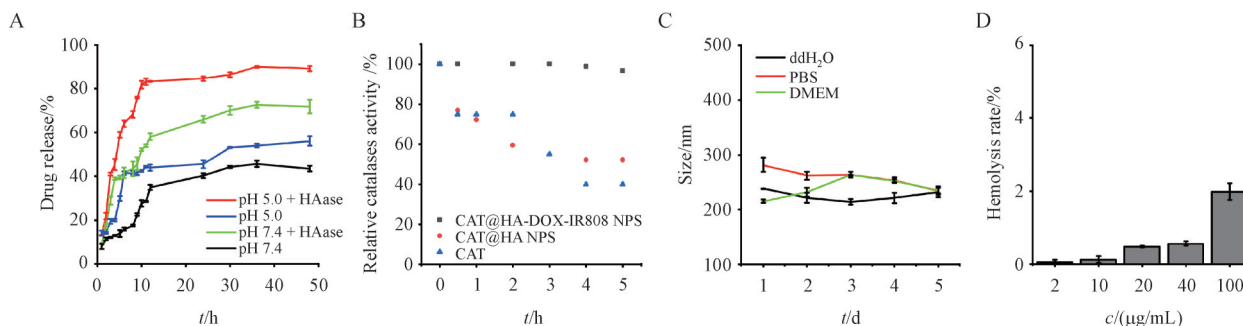 A
Drug release/%
100
80
60
40
20
0
pH 5.0 + HAase
pH 5.0
pH 7.4 + HAase
pH 7.4
0 10 20 30 40 50
t/h
B
Relative catalases activity /%
120
100
80
60
40
20
0
CAT@HA-DOX-IR808 NPS
CAT@HA NPS
CAT
0 1 2 3 4 5
t/h
C
Size/nm
500
400
300
200
100
ddH₂O
PBS
DMEM
1 2 3 4 5
t/d
D
Hemolysis rate/%
6
4
2
0
2 10 20 40 100
c/(μg/mL)